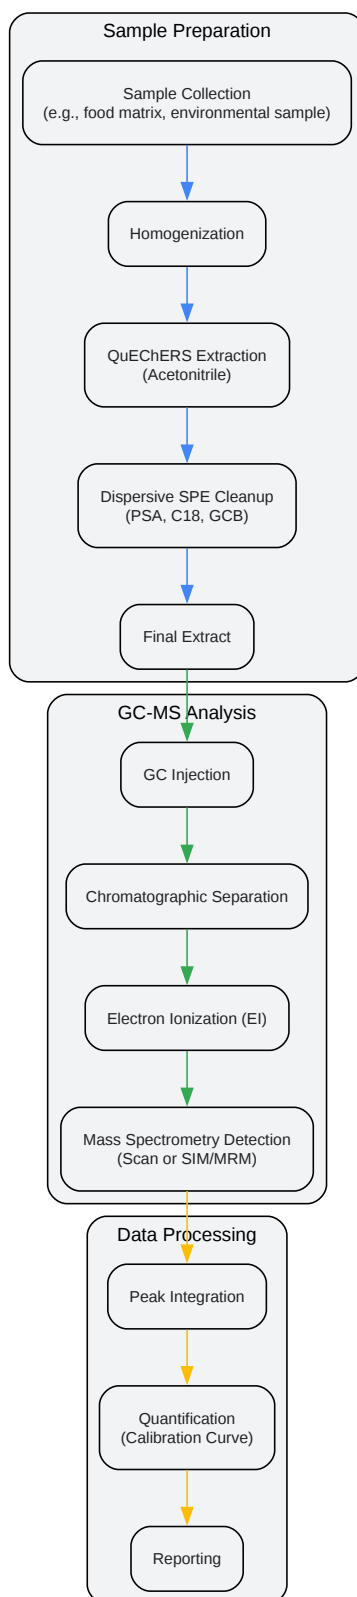 Sample Preparation
Sample Collection
(e.g., food matrix, environmental sample)
Homogenization
QuEChERS Extraction
(Acetonitrile)
Dispersive SPE Cleanup
(PSA, C18, GCB)
Final Extract
GC-MS Analysis
GC Injection
Chromatographic Separation
Electron Ionization (EI)
Mass Spectrometry Detection
(Scan or SIM/MRM)
Data Processing
Peak Integration
Quantification
(Calibration Curve)
Reporting